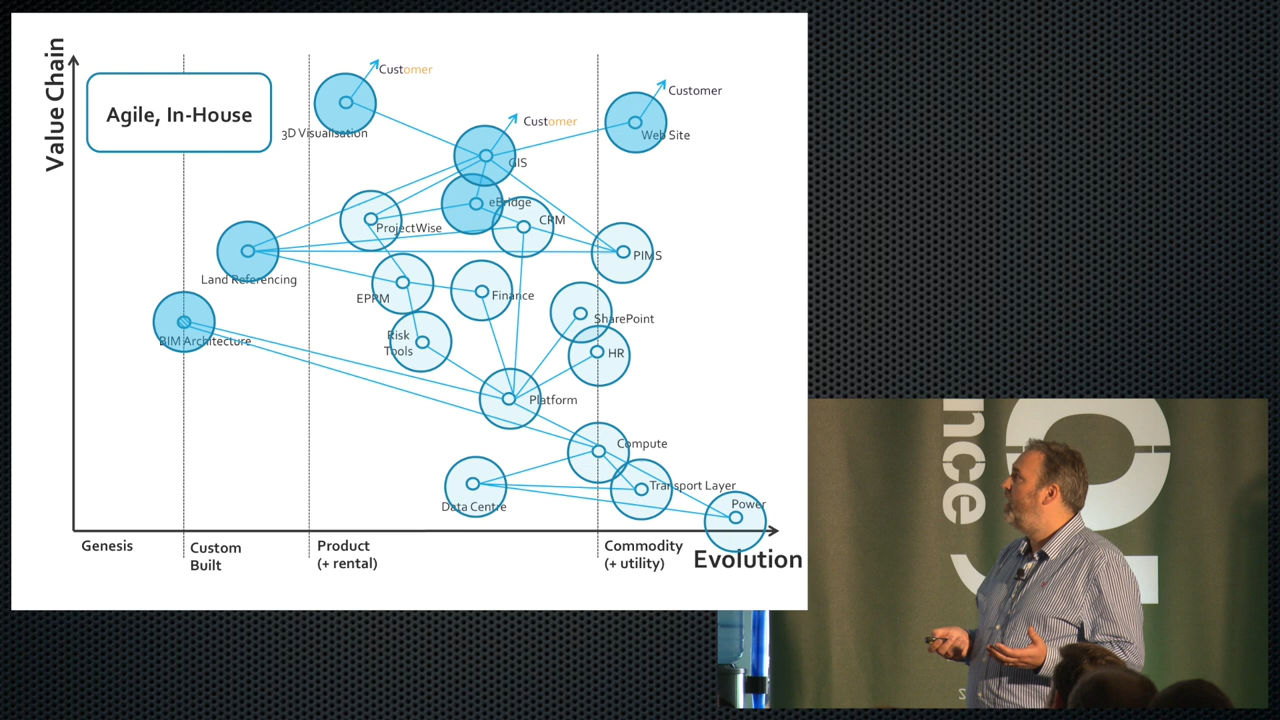 Value Chain
Agile, In-House
Customer
3D Visualisation
Customer
GIS
Customer
Web Site
eBridge
CRM
ProjectWise
PIMS
Land Referencing
EPPM
Finance
SharePoint
BIM Architecture
Risk
Tools
HR
Platform
Compute
Data Centre
Transport Layer
Power
Genesis
Custom
Built
Product
(+ rental)
Commodity
(+ utility)
Evolution
nce